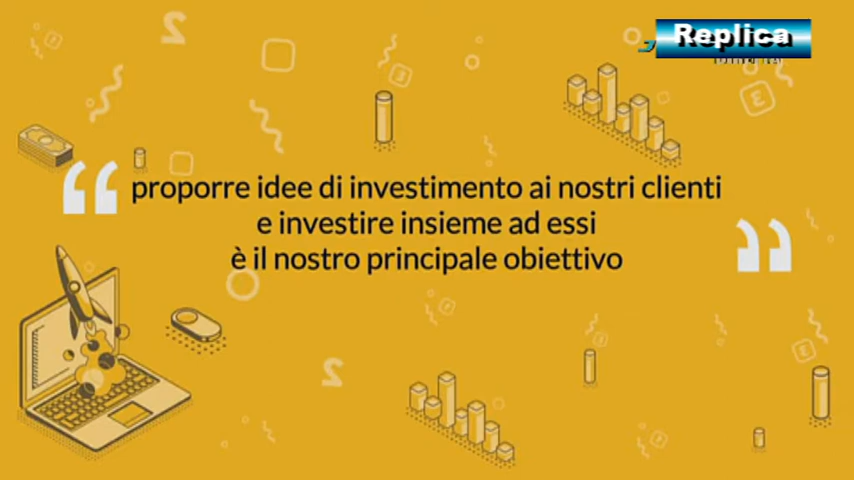 Replica
proporre idee di investimento ai nostri clienti
e investire insieme ad essi
è il nostro principale obiettivo